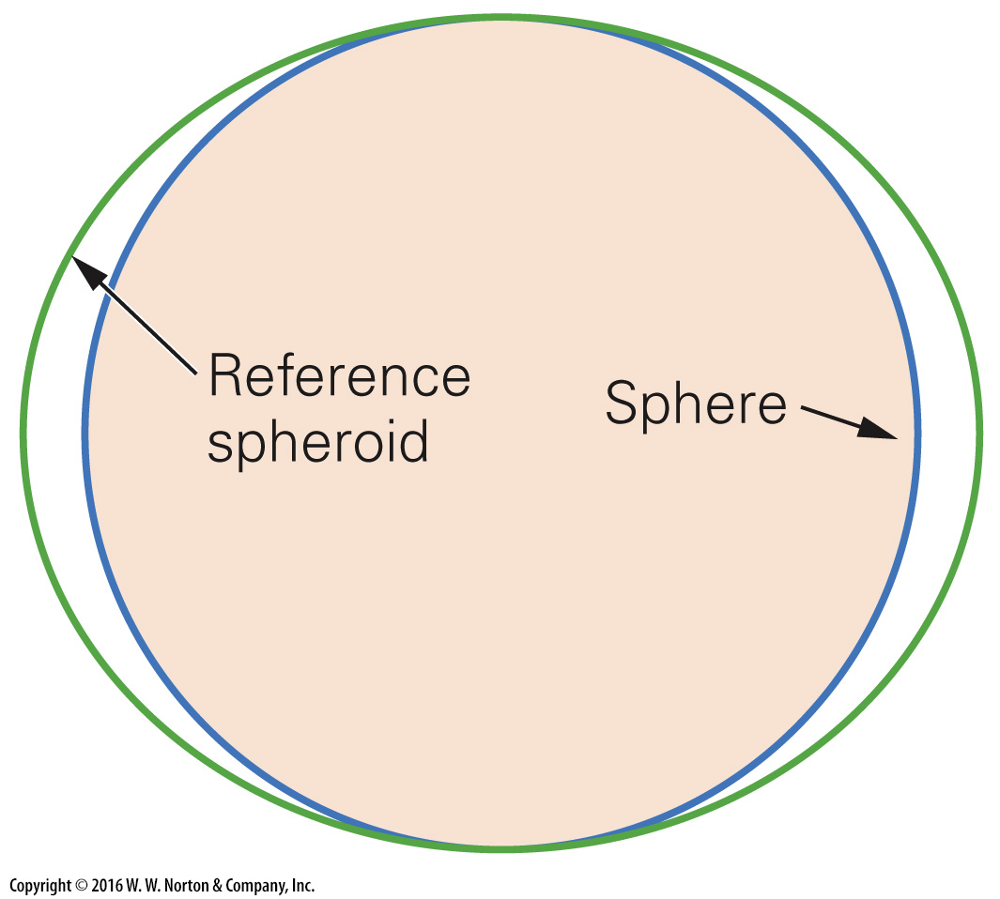 Reference
spheroid
Sphere
Copyright © 2016 W. W. Norton & Company, Inc.